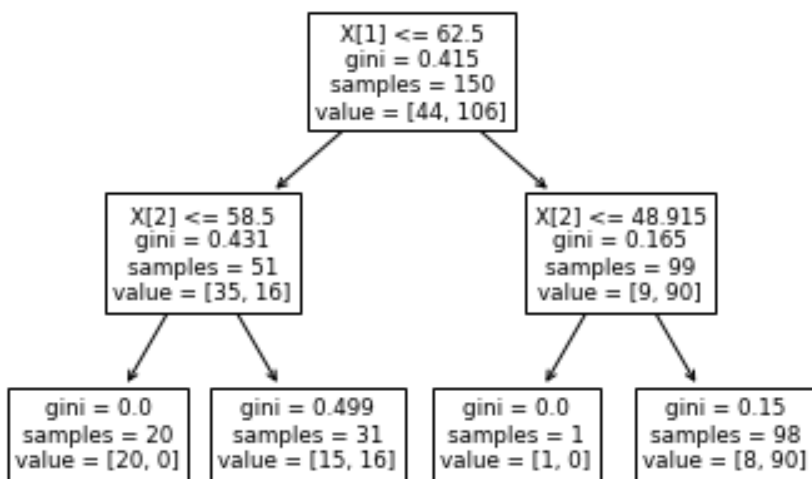 X[1] <= 62.5
gini = 0.415
samples = 150
value = [44, 106]
X[2] <= 58.5
gini = 0.431
samples = 51
value = [35, 16]
X[2] <= 48.915
gini = 0.165
samples = 99
value = [9, 90]
gini = 0.0
samples = 20
value = [20, 0]
gini = 0.499
samples = 31
value = [15, 16]
gini = 0.0
samples = 1
value = [1, 0]
gini = 0.15
samples = 98
value = [8, 90]